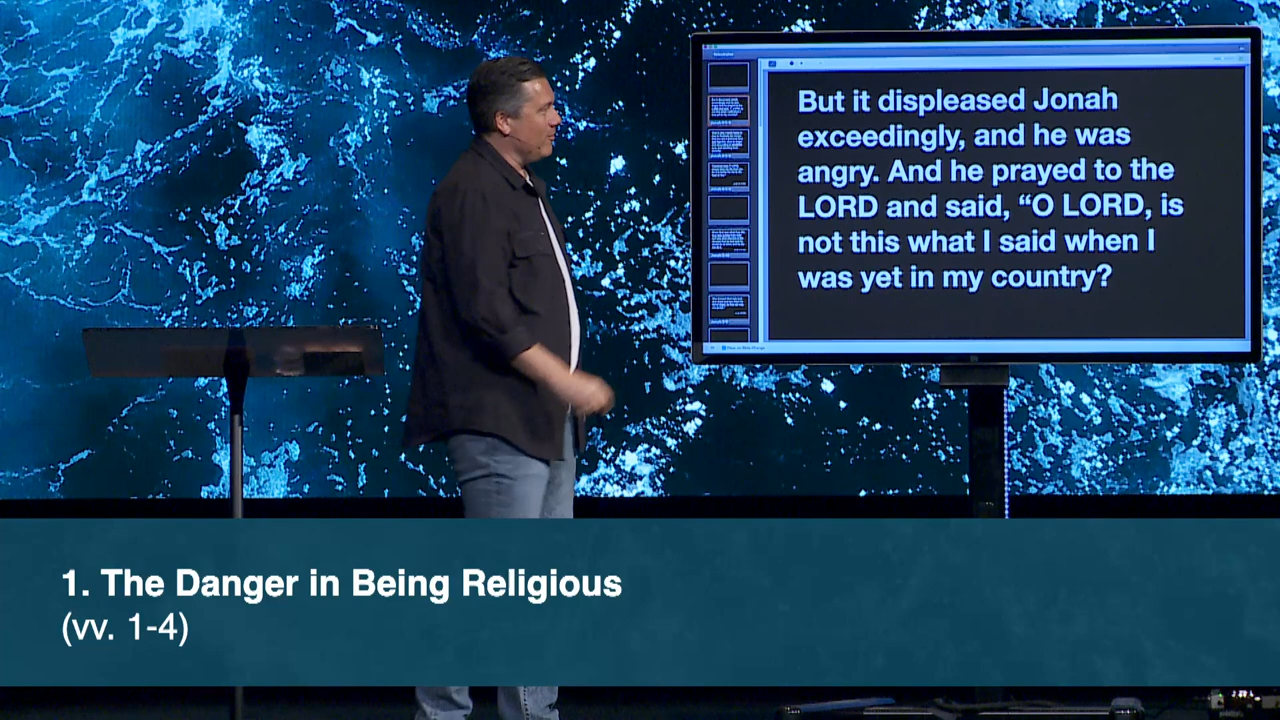 But it displeased Jonah
exceedingly, and he was
angry. And he prayed to the
LORD and said, “O LORD, is
not this what I said when I
was yet in my country?
1. The Danger in Being Religious
(vv. 1-4)